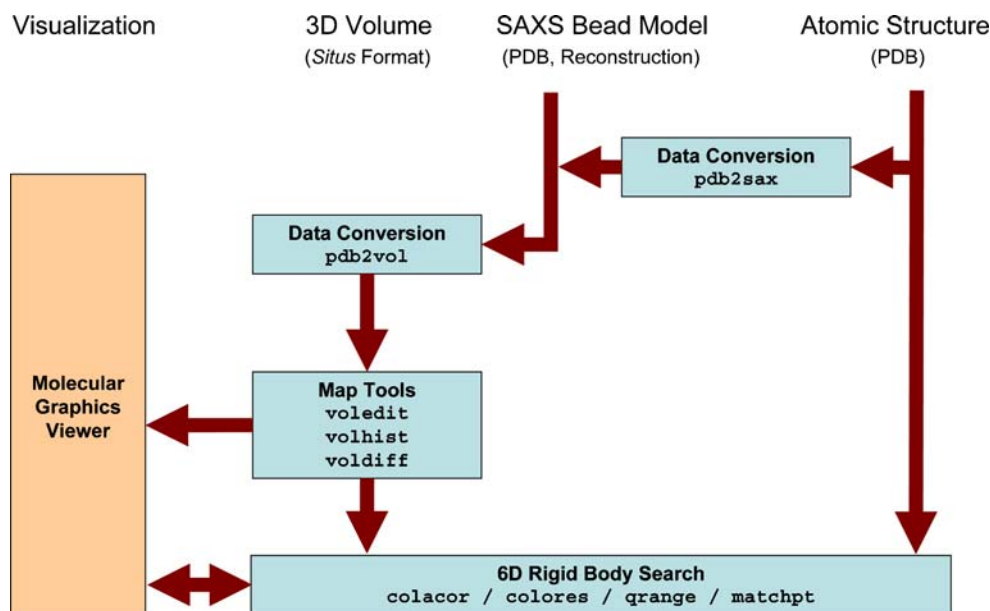 Visualization
3D Volume
(Situs Format)
SAXS Bead Model
(PDB, Reconstruction)
Atomic Structure
(PDB)
Data Conversion
pdb2sax
Data Conversion
pdb2vol
Molecular
Graphics
Viewer
Map Tools
voledit
volhist
voldiff
6D Rigid Body Search
colacor / colores / qrange / matchpt